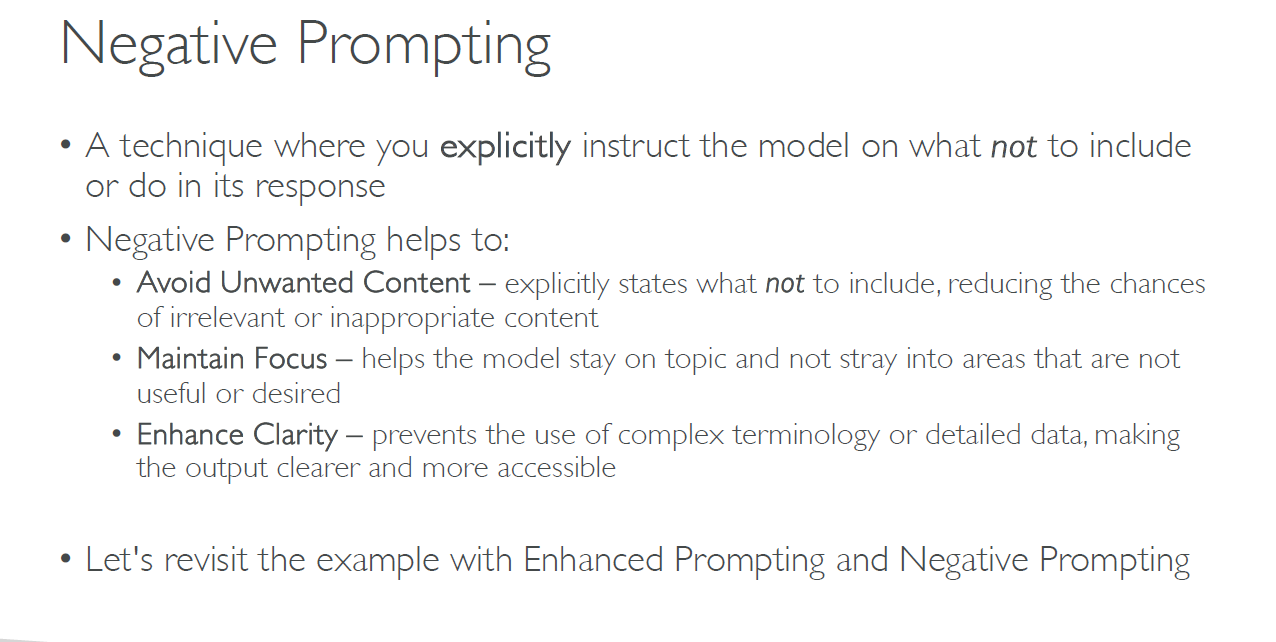 Negative Prompting
• A technique where you explicitly instruct the model on what not to include
or do in its response
• Negative Prompting helps to:
• Avoid Unwanted Content – explicitly states what not to include, reducing the chances
of irrelevant or inappropriate content
• Maintain Focus – helps the model stay on topic and not stray into areas that are not
useful or desired
• Enhance Clarity – prevents the use of complex terminology or detailed data, making
the output clearer and more accessible
• Let's revisit the example with Enhanced Prompting and Negative Prompting